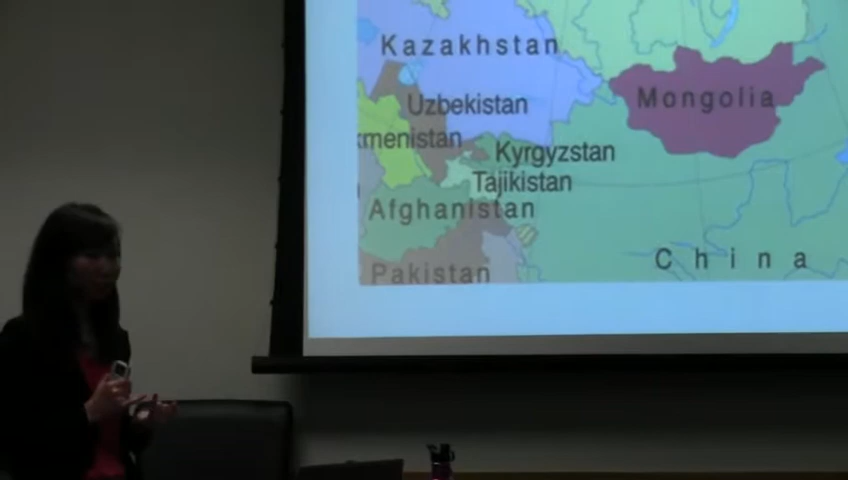 Kazakhstan
Mongolia
Uzbekistan
kmenistan
Kyrgyzstan
Tajikistan
Afghanistan
China
Pakistan